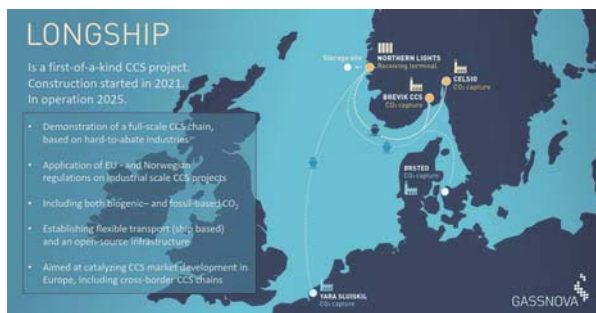 LONGSHIP
Is a first-of-a-kind CCS project.
Construction started in 2021.
In operation 2025.
• Demonstration of a full-scale CCS chain,
based on hard-to-abate industries
• Application of EU - and Norwegian
regulations on industrial scale CCS projects
• Including both biogenic– and fossil-based CO₂
• Establishing flexible transport (ship based)
and an open-source infrastructure
• Aimed at catalyzing CCS market development in
Europe, including cross-border CCS chains
Storage site
NORTHERN LIGHTS
Receiving terminal
CELSIO
CO₂ capture
BREVIK CCS
CO₂ capture
ØRSTED
CO₂ capture
YARA SLUISKIL
CO₂ capture
GASSNOVA